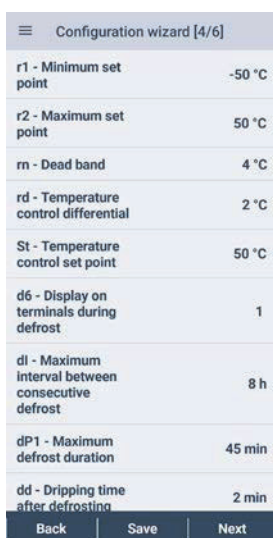 ≡ Configuration wizard [4/6]
r1 - Minimum set
point
-50 °C
r2 - Maximum set
point
50 °C
rn - Dead band
4 °C
rd - Temperature
control differential
2 °C
St - Temperature
control set point
50 °C
d6 - Display on
terminals during
defrost
1
dI - Maximum
interval between
consecutive
defrost
8 h
dP1 - Maximum
defrost duration
45 min
dd - Dripping time
after defrosting
2 min
Back Save Next